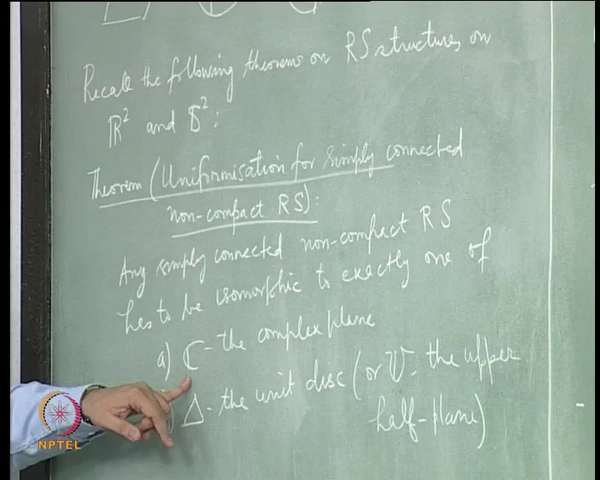 Recall the following theorems on RS structures on
ℝ² and S²:
Theorem (Uniformisation for simply connected
non-compact RS):
Any simply connected non-compact RS
has to be isomorphic to exactly one of
a) ℂ - the complex plane
) Δ - the unit disc (or U - the upper
half-plane)
NPTEL